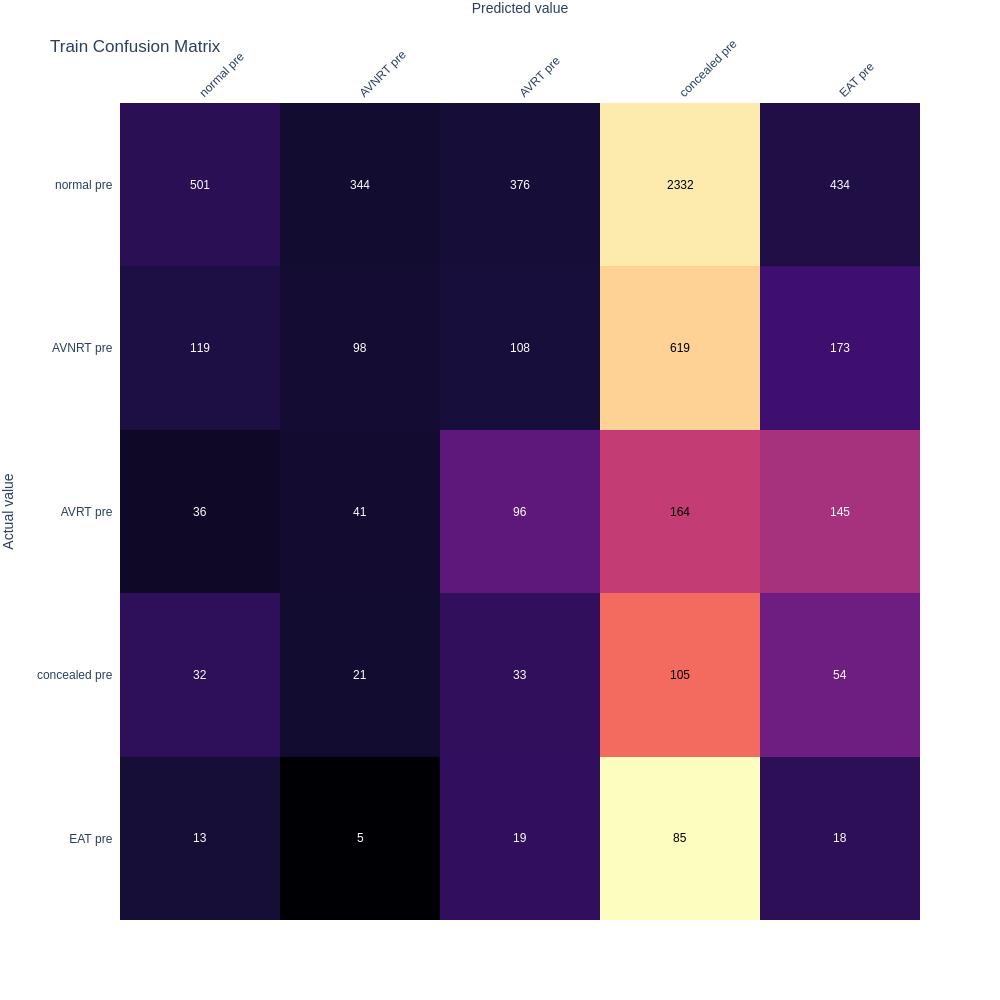 Predicted value
Train Confusion Matrix
normal pre
AVNRT pre
AVRT pre
concealed pre
EAT pre
normal pre 501 344 376 2332 434
AVNRT pre 119 98 108 619 173
Actual value
AVRT pre 36 41 96 164 145
concealed pre 32 21 33 105 54
EAT pre 13 5 19 85 18